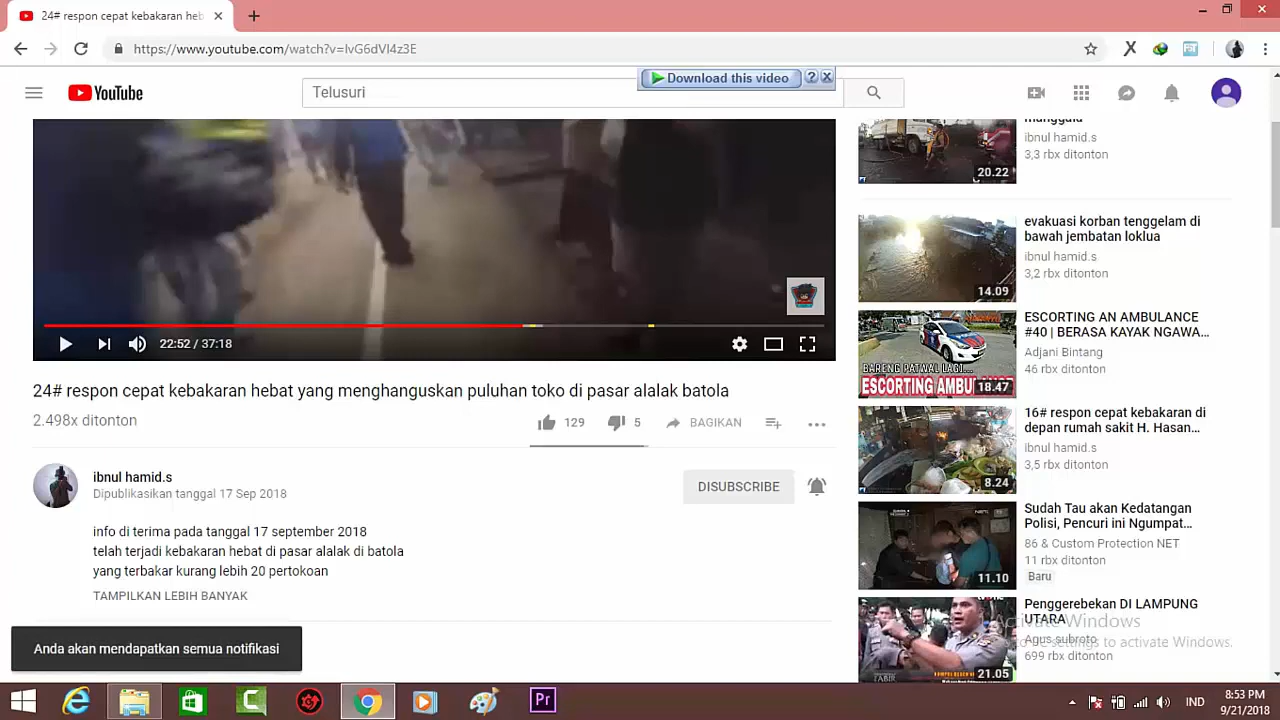 24# respon cepat kebakaran heb
https://www.youtube.com/watch?v=IvG6dVI4z3E
YouTube
Telusuri
Download this video
22:52 / 37:18
24# respon cepat kebakaran hebat yang menghanguskan puluhan toko di pasar alalak batola
2.498x ditonton
129
5
BAGIKAN
ibnul hamid.s
Dipublikasikan tanggal 17 Sep 2018
DISUBSCRIBE
info di terima pada tanggal 17 september 2018
telah terjadi kebakaran hebat di pasar alalak di batola
yang terbakar kurang lebih 20 pertokoan
TAMPILKAN LEBIH BANYAK
Anda akan mendapatkan semua notifikasi
manggala
ibnul hamid.s
3,3 rbx ditonton
20.22
evakuasi korban tenggelam di
bawah jembatan loklua
ibnul hamid.s
3,2 rbx ditonton
14.09
ESCORTING AN AMBULANCE
#40 | BERASA KAYAK NGAWA...
Adjani Bintang
46 rbx ditonton
BARENG PATWAL LAGI...
ESCORTING AMBU
18.47
16# respon cepat kebakaran di
depan rumah sakit H. Hasan...
ibnul hamid.s
3,5 rbx ditonton
8.24
Sudah Tau akan Kedatangan
Polisi, Pencuri ini Ngumpat...
86 & Custom Protection NET
11 rbx ditonton
Baru
11.10
Penggerebekan DI LAMPUNG
UTARA
Agus subroto
699 rbx ditonton
21.05
Activate Windows
Go to PC settings to activate Windows.
Pr
IND
8:53 PM
9/21/2018